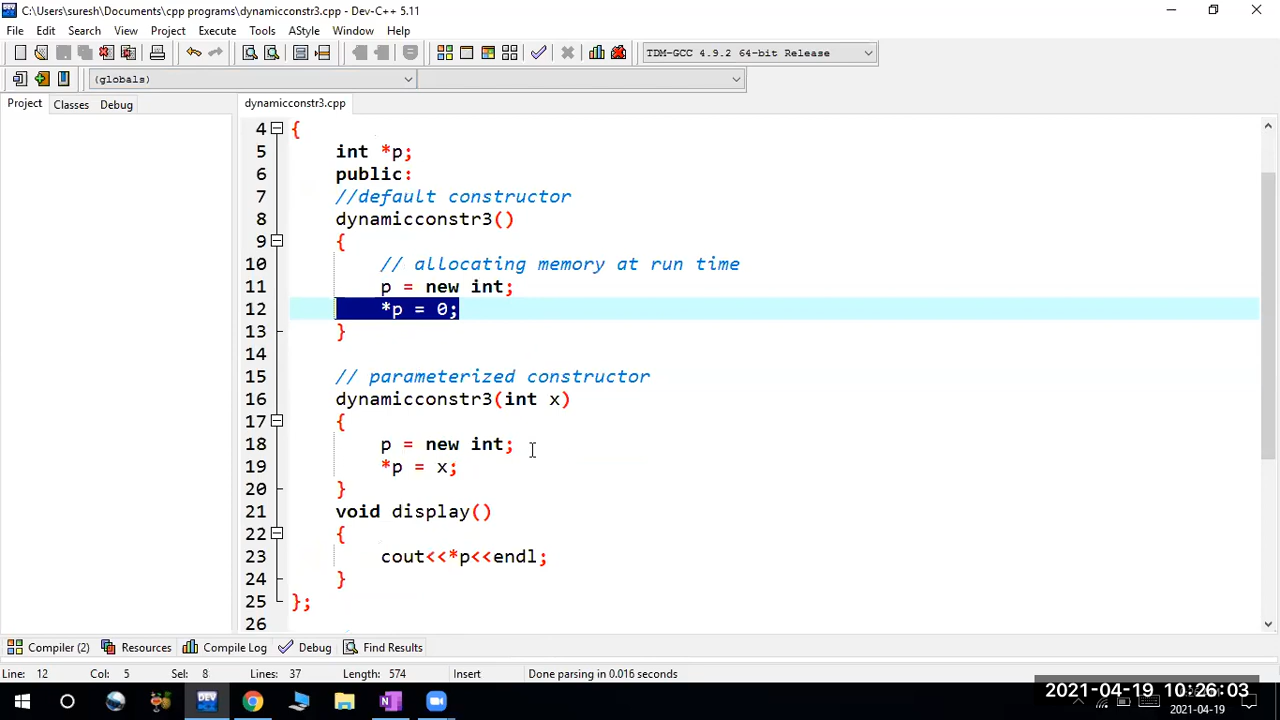 C:\Users\suresh\Documents\cpp programs\dynamicconstr3.cpp - Dev-C++ 5.11
File Edit Search View Project Execute Tools AStyle Window Help
TDM-GCC 4.9.2 64-bit Release
(globals)
Project Classes Debug
dynamicconstr3.cpp
4 {
5 int *p;
6 public:
7 //default constructor
8 dynamicconstr3()
9 {
10 // allocating memory at run time
11 p = new int;
12 *p = 0;
13 }
14
15 // parameterized constructor
16 dynamicconstr3(int x)
17 {
18 p = new int;
19 *p = x;
20 }
21 void display()
22 {
23 cout<<*p<<endl;
24 }
25 };
26
Compiler (2) Resources Compile Log Debug Find Results
Line: 12 Col: 5 Sel: 8 Lines: 37 Length: 574 Insert Done parsing in 0.016 seconds
DEV
2021-04-19 10:26:03
2021-04-19